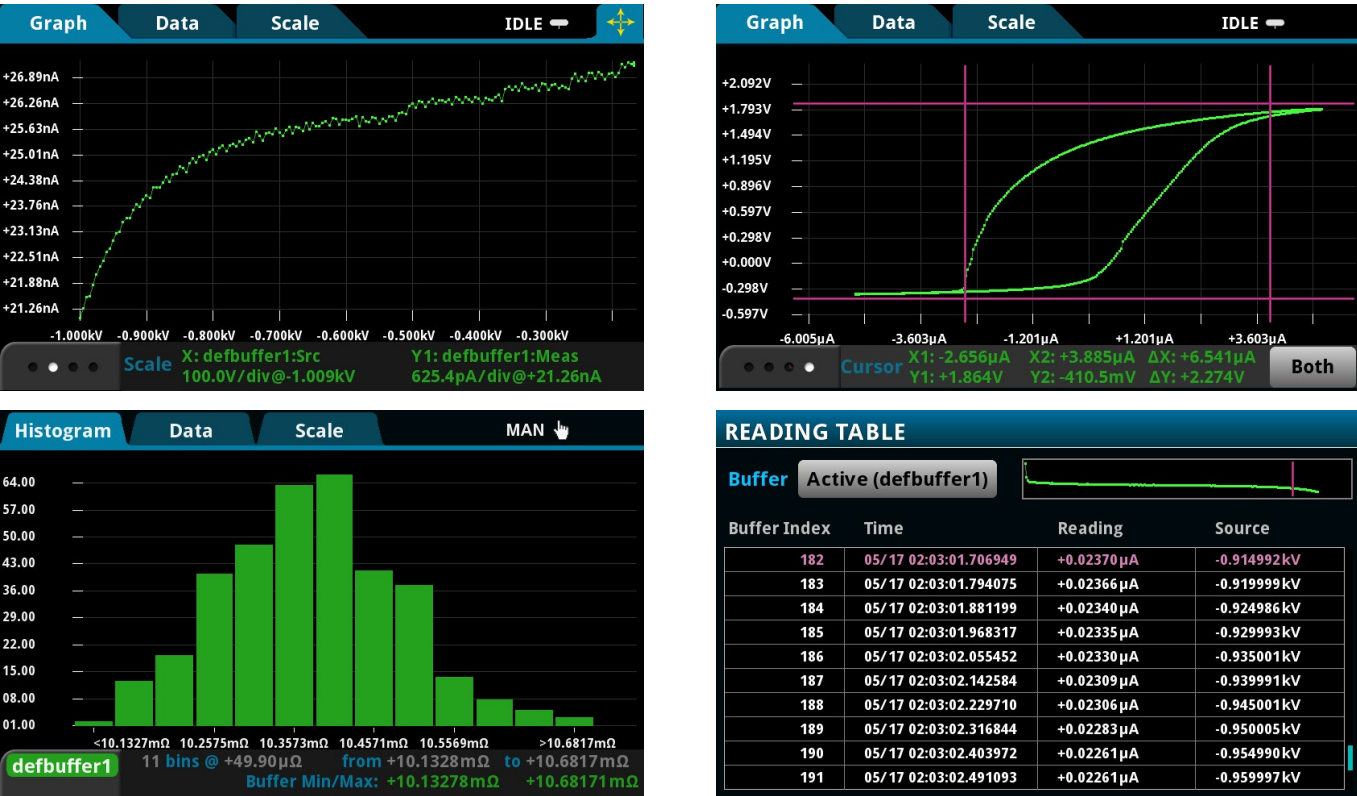 Graph Data Scale IDLE
+26.89nA
+26.26nA
+25.63nA
+25.01nA
+24.38nA
+23.76nA
+23.13nA
+22.51nA
+21.88nA
+21.26nA
-1.000kV -0.900kV -0.800kV -0.700kV -0.600kV -0.500kV -0.400kV -0.300kV
Scale X: defbuffer1:Src Y1: defbuffer1:Meas
100.0V/div@-1.009kV 625.4pA/div@+21.26nA
Graph Data Scale IDLE
+2.092V
+1.793V
+1.494V
+1.195V
+0.896V
+0.597V
+0.298V
+0.000V
-0.298V
-0.597V
-6.005µA -3.603µA -1.201µA +1.201µA +3.603µA
Cursor X1: -2.656µA X2: +3.885µA ΔX: +6.541µA
Y1: +1.864V Y2: -410.5mV ΔY: +2.274V
Both
Histogram Data Scale MAN
64.00
57.00
50.00
43.00
36.00
29.00
22.00
15.00
08.00
01.00
<10.1327mΩ 10.2575mΩ 10.3573mΩ 10.4571mΩ 10.5569mΩ >10.6817mΩ
defbuffer1 11 bins @ +49.90µΩ from +10.1328mΩ to +10.6817mΩ
Buffer Min/Max: +10.13278mΩ +10.68171mΩ
READING TABLE
Buffer Active (defbuffer1)
Buffer Index Time Reading Source
182 05/17 02:03:01.706949 +0.02370µA -0.914992kV
183 05/17 02:03:01.794075 +0.02366µA -0.919999kV
184 05/17 02:03:01.881199 +0.02340µA -0.924986kV
185 05/17 02:03:01.968317 +0.02335µA -0.929993kV
186 05/17 02:03:02.055452 +0.02330µA -0.935001kV
187 05/17 02:03:02.142584 +0.02309µA -0.939991kV
188 05/17 02:03:02.229710 +0.02306µA -0.945001kV
189 05/17 02:03:02.316844 +0.02283µA -0.950005kV
190 05/17 02:03:02.403972 +0.02261µA -0.954990kV
191 05/17 02:03:02.491093 +0.02261µA -0.959997kV